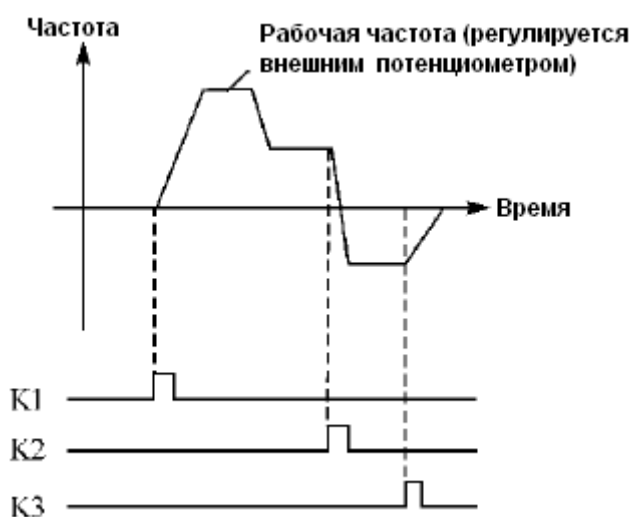 Частота
Рабочая частота (регулируется
внешним потенциометром)
Время
K1
K2
K3